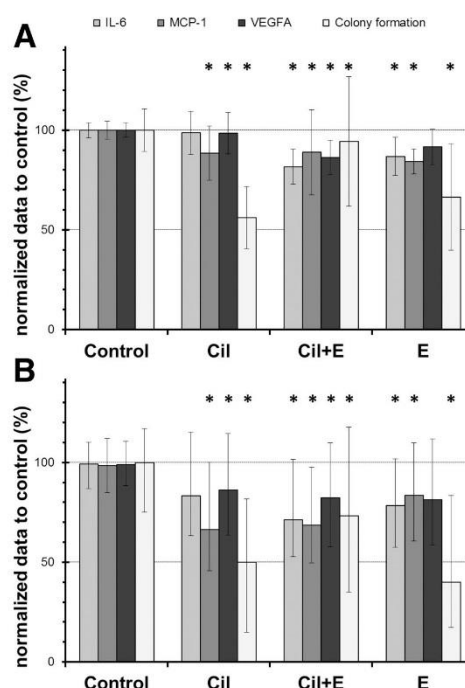 IL-6 MCP-1 VEGFA Colony formation
A
* * * * * * * * * *
normalized data to control (%)
100
50
0
Control Cil Cil+E E
B
* * * * * * * * * *
normalized data to control (%)
100
50
0
Control Cil Cil+E E